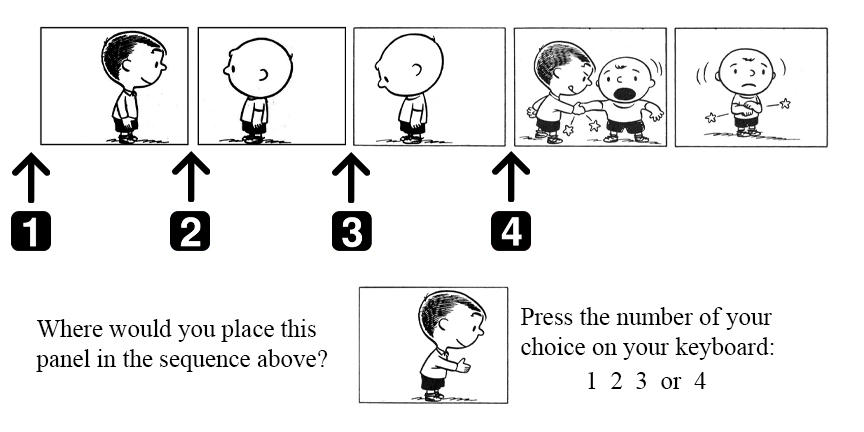 1 2 3 4
Where would you place this
panel in the sequence above?
Press the number of your
choice on your keyboard:
1 2 3 or 4